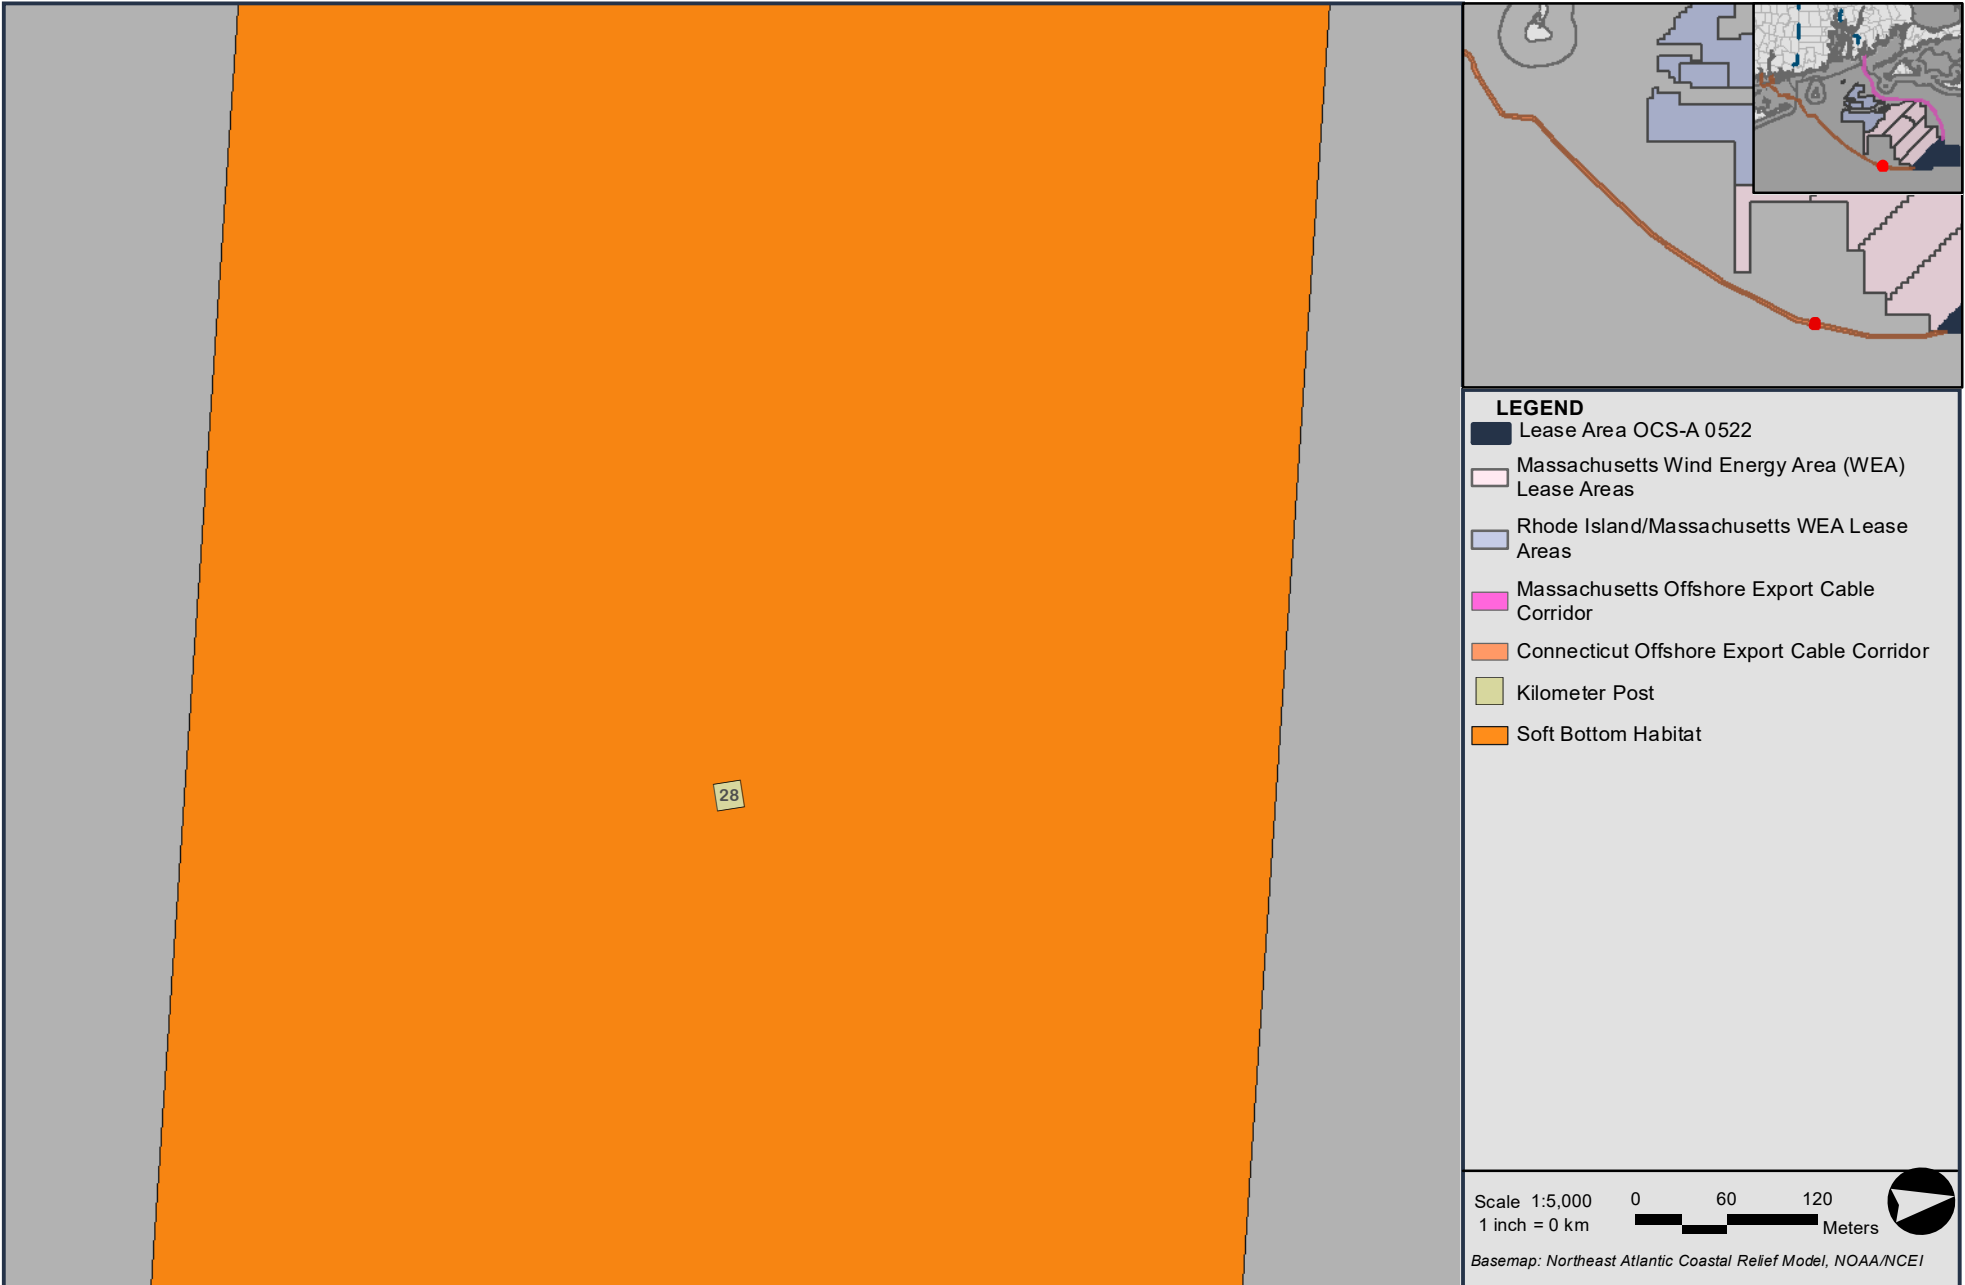 28
LEGEND
Lease Area OCS-A 0522
Massachusetts Wind Energy Area (WEA)
Lease Areas
Rhode Island/Massachusetts WEA Lease
Areas
Massachusetts Offshore Export Cable
Corridor
Connecticut Offshore Export Cable Corridor
Kilometer Post
Soft Bottom Habitat
Scale 1:5,000
1 inch = 0 km
0 60 120
Meters
Basemap: Northeast Atlantic Coastal Relief Model, NOAA/NCEI